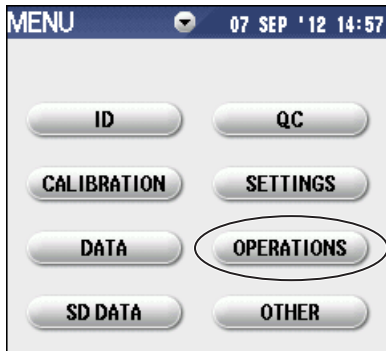 MENU 07 SEP '12 14:57
ID QC
CALIBRATION SETTINGS
DATA OPERATIONS
SD DATA OTHER